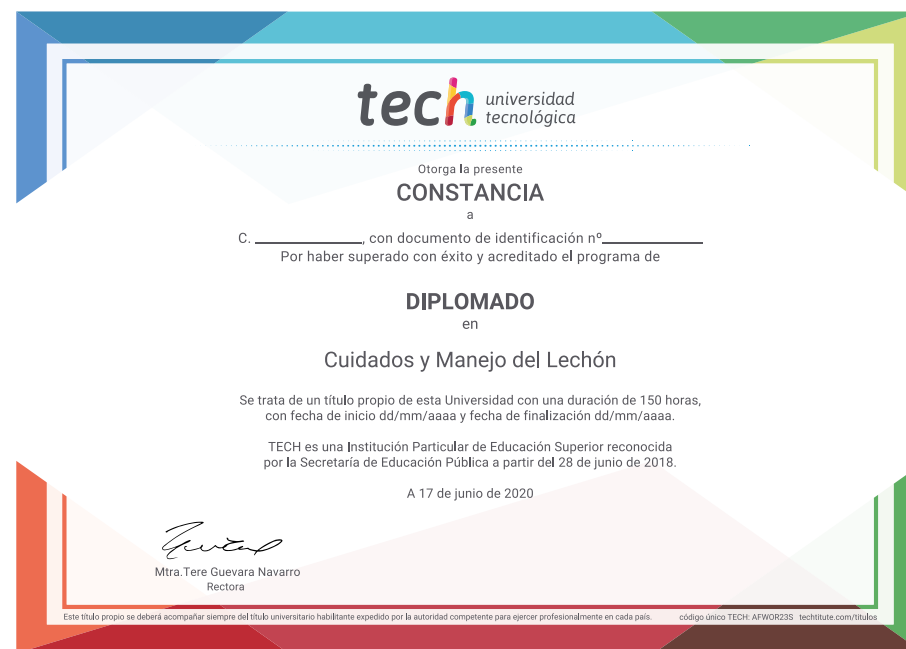 tech universidad
tecnológica
Otorga la presente
CONSTANCIA
a
C. ______________, con documento de identificación nº_____________
Por haber superado con éxito y acreditado el programa de
DIPLOMADO
en
Cuidados y Manejo del Lechón
Se trata de un título propio de esta Universidad con una duración de 150 horas,
con fecha de inicio dd/mm/aaaa y fecha de finalización dd/mm/aaaa.
TECH es una Institución Particular de Educación Superior reconocida
por la Secretaría de Educación Pública a partir del 28 de junio de 2018.
A 17 de junio de 2020
Mtra.Tere Guevara Navarro
Rectora
Este título propio se deberá acompañar siempre del título universitario habilitante expedido por la autoridad competente para ejercer profesionalmente en cada país. código único TECH: AFWOR23S techtitute.com/titulos